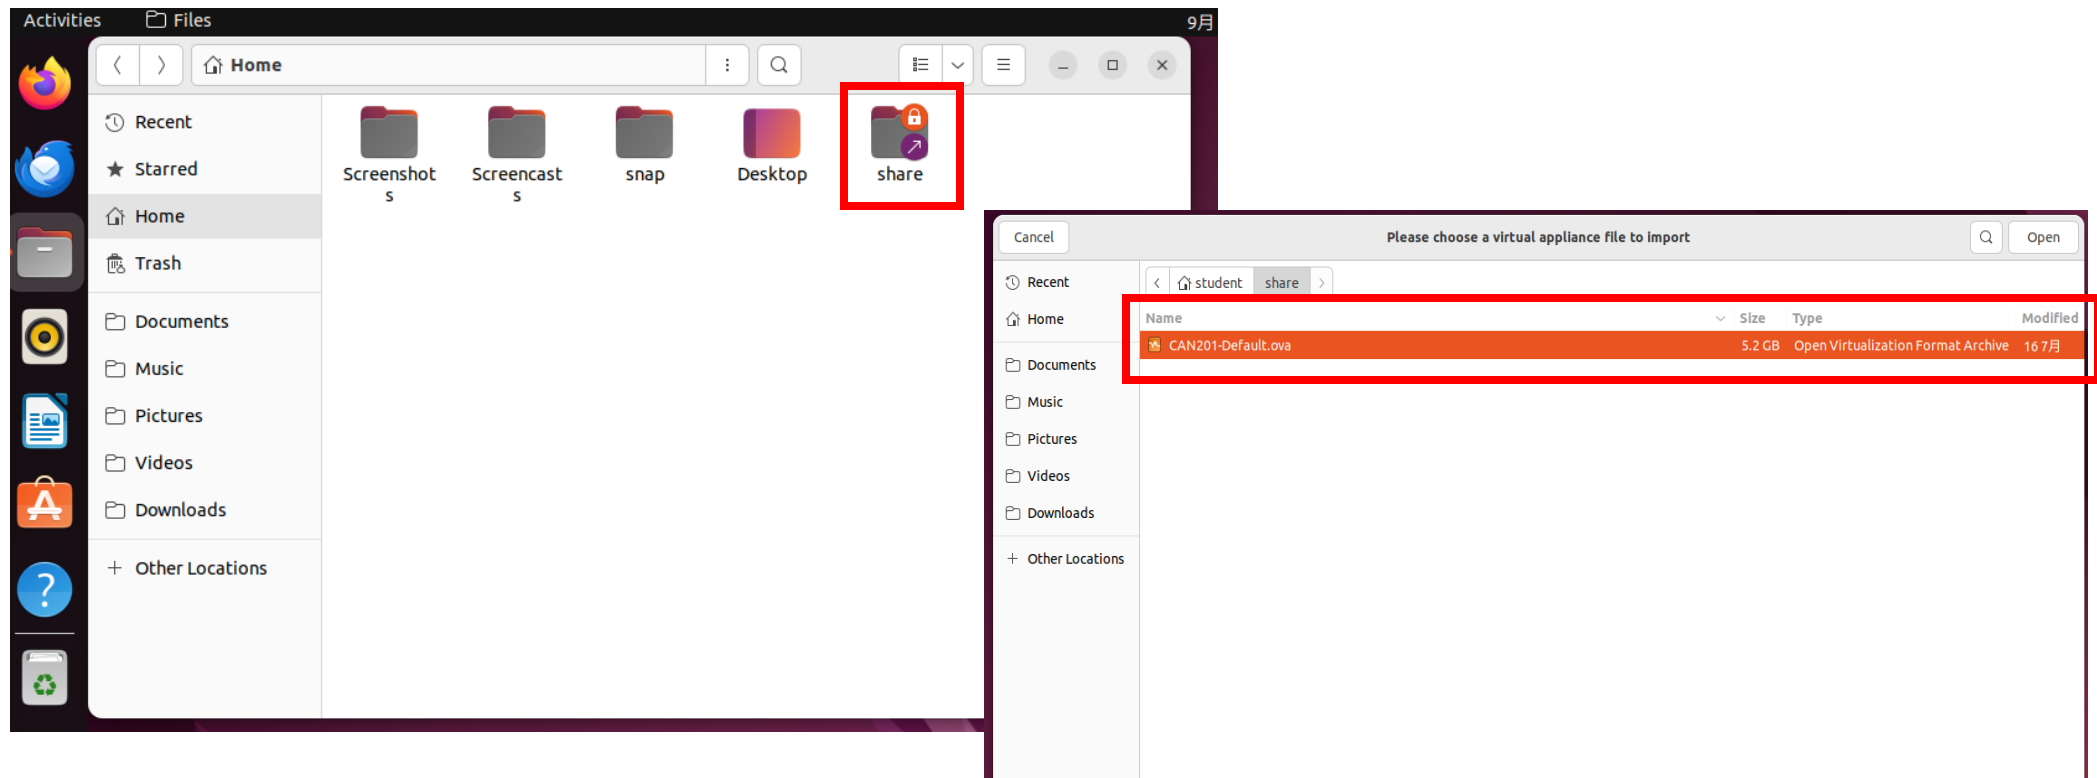 Activities Files 9月
Home
Recent
Starred
Home
Trash
Documents
Music
Pictures
Videos
Downloads
Other Locations
Screenshot
s
Screencast
s
snap
Desktop
share
Cancel Please choose a virtual appliance file to import Open
Recent
Home
Documents
Music
Pictures
Videos
Downloads
Other Locations
student share
Name Size Type Modified
CAN201-Default.ova 5.2 GB Open Virtualization Format Archive 16 7月